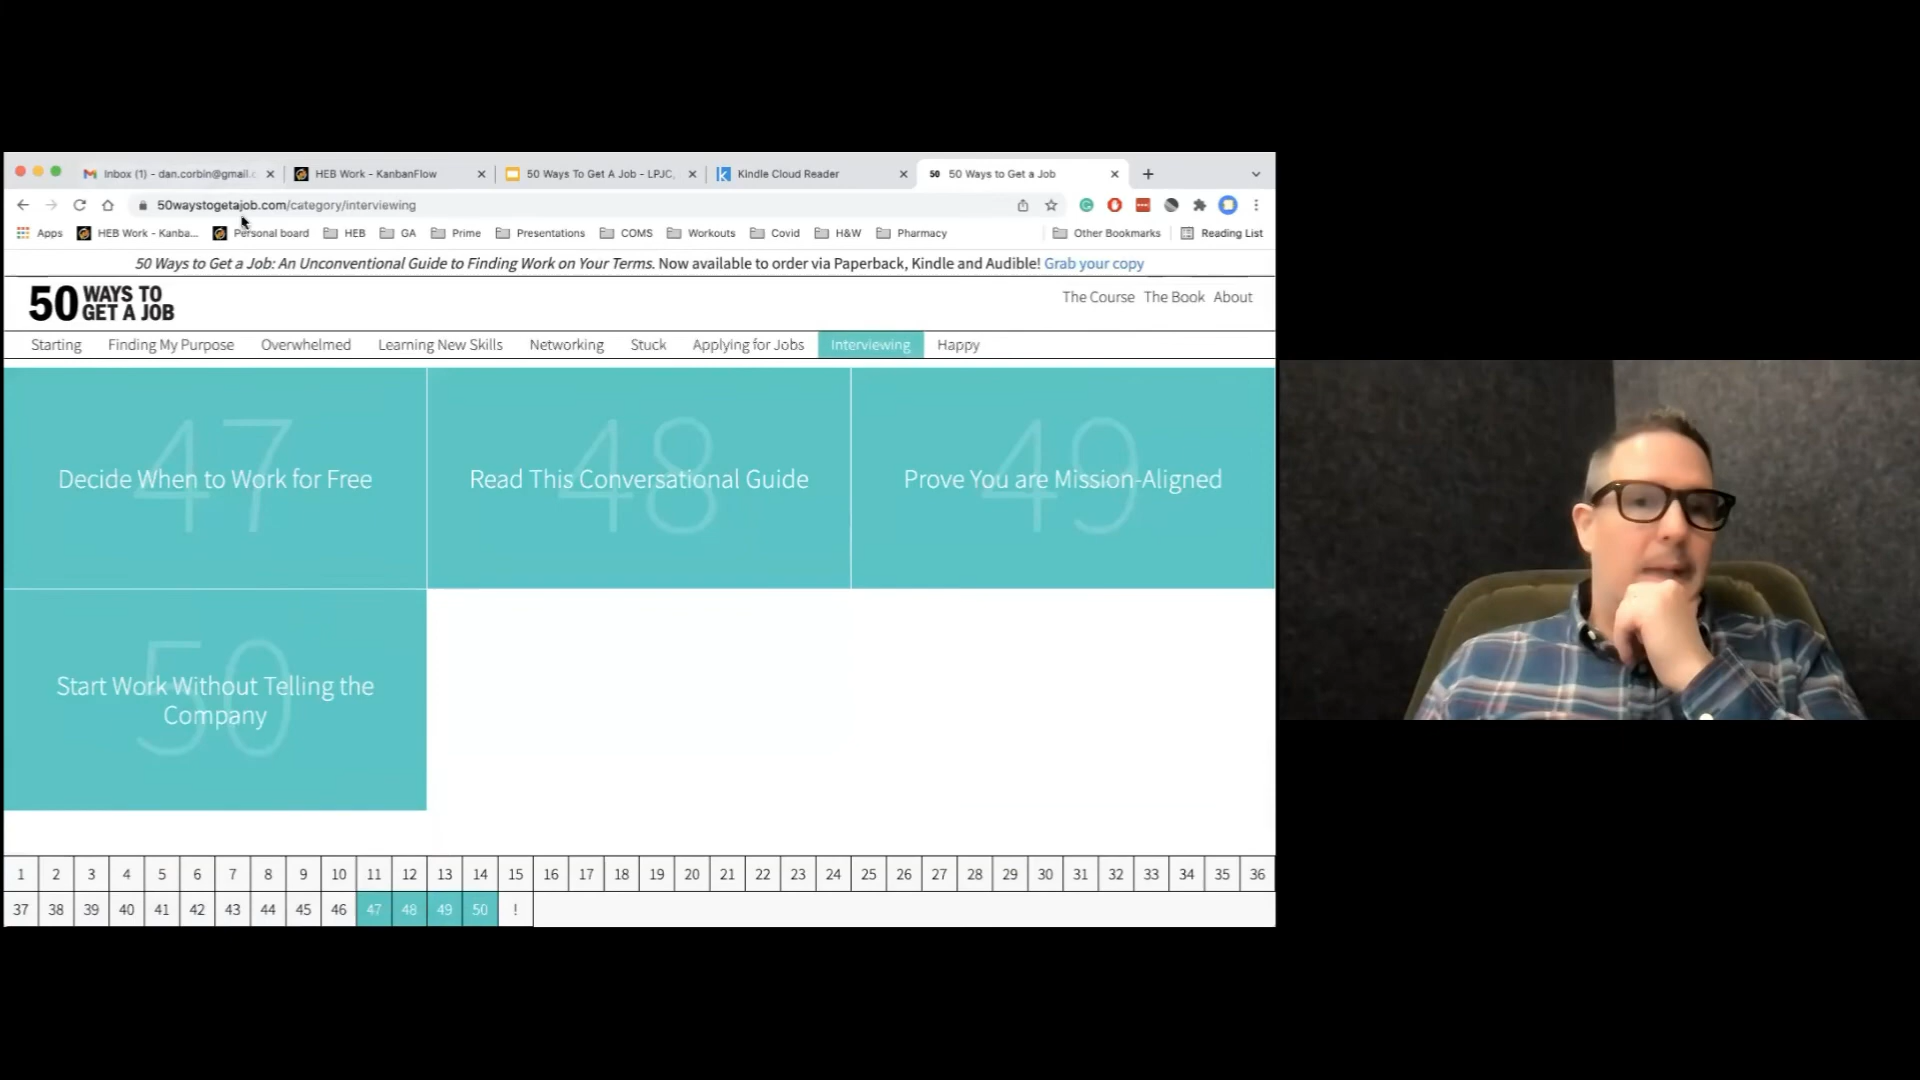 Inbox (1) - dan.corbin@gmail.c
HEB Work - KanbanFlow
50 Ways To Get A Job - LPJC,
Kindle Cloud Reader
50 50 Ways to Get a Job
50waystogetajob.com/category/interviewing
Apps HEB Work - Kanba... Personal board HEB GA Prime Presentations COMS Workouts Covid H&W Pharmacy Other Bookmarks Reading List
50 Ways to Get a Job: An Unconventional Guide to Finding Work on Your Terms. Now available to order via Paperback, Kindle and Audible! Grab your copy
50 WAYS TO
GET A JOB
The Course The Book About
Starting Finding My Purpose Overwhelmed Learning New Skills Networking Stuck Applying for Jobs Interviewing Happy
47
Decide When to Work for Free
48
Read This Conversational Guide
49
Prove You are Mission-Aligned
50
Start Work Without Telling the
Company
1 2 3 4 5 6 7 8 9 10 11 12 13 14 15 16 17 18 19 20 21 22 23 24 25 26 27 28 29 30 31 32 33 34 35 36
37 38 39 40 41 42 43 44 45 46 47 48 49 50 !